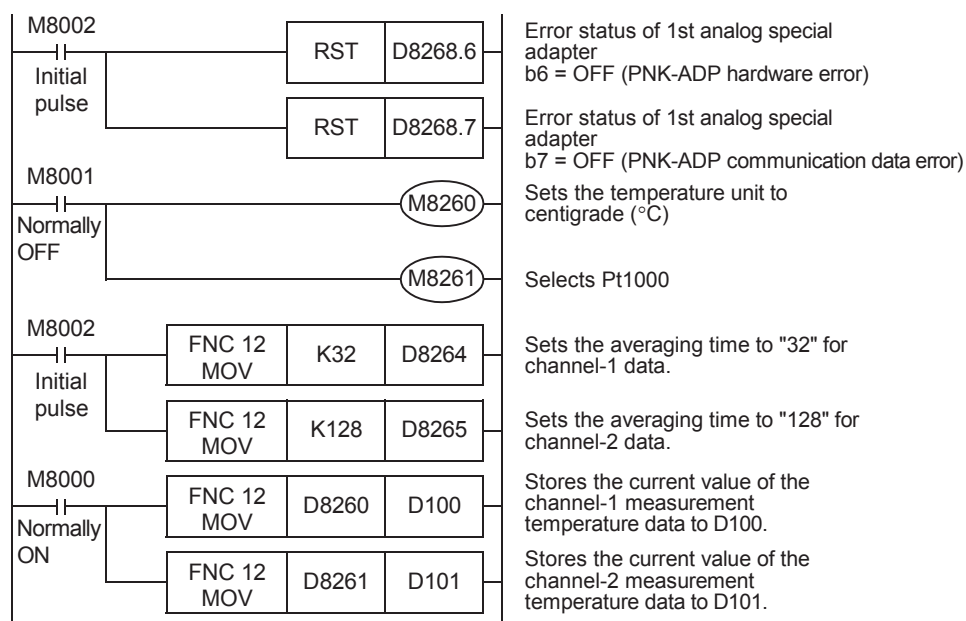 M8002
RST D8268.6
Error status of 1st analog special
adapter
b6 = OFF (PNK-ADP hardware error)
Initial
pulse
RST D8268.7
Error status of 1st analog special
adapter
b7 = OFF (PNK-ADP communication data error)
M8001
M8260
Sets the temperature unit to
centigrade (°C)
Normally
OFF
M8261
Selects Pt1000
M8002
FNC 12
MOV
K32 D8264
Sets the averaging time to "32" for
channel-1 data.
Initial
pulse
FNC 12
MOV
K128 D8265
Sets the averaging time to "128" for
channel-2 data.
M8000
FNC 12
MOV
D8260 D100
Stores the current value of the
channel-1 measurement
temperature data to D100.
Normally
ON
FNC 12
MOV
D8261 D101
Stores the current value of the
channel-2 measurement
temperature data to D101.